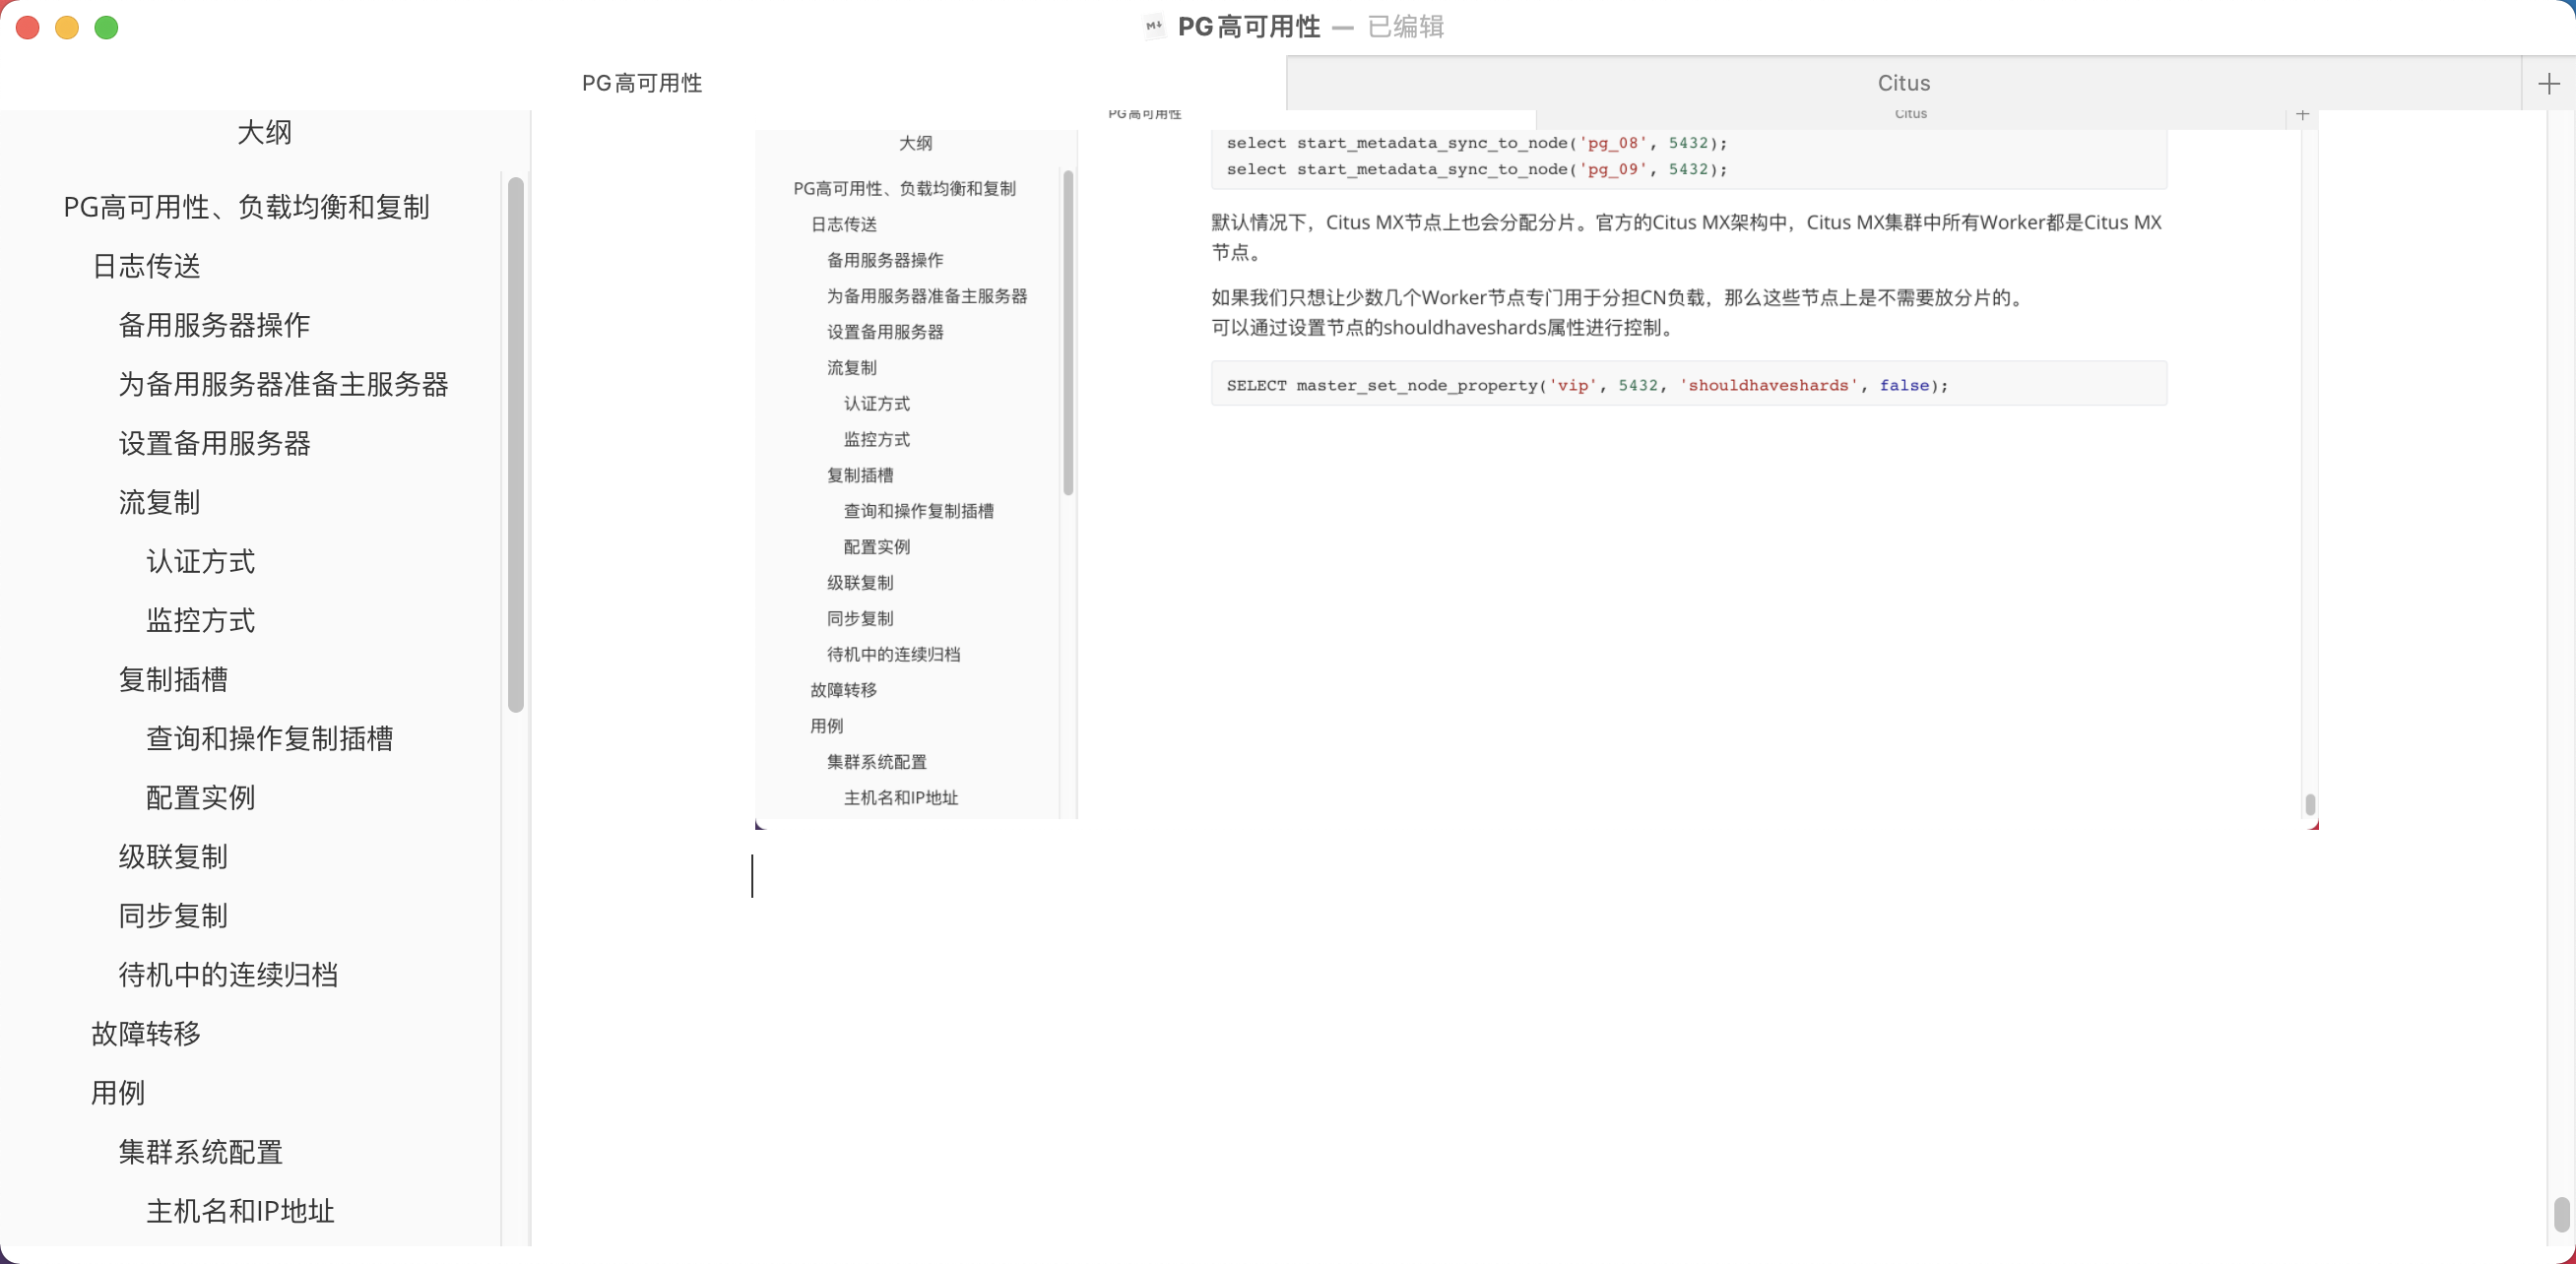 PG高可用性 — 已编辑
PG高可用性
Citus
大纲
PG高可用性、负载均衡和复制
日志传送
备用服务器操作
为备用服务器准备主服务器
设置备用服务器
流复制
认证方式
监控方式
复制插槽
查询和操作复制插槽
配置实例
级联复制
同步复制
待机中的连续归档
故障转移
用例
集群系统配置
主机名和IP地址
PG高可用性
Citus
大纲
PG高可用性、负载均衡和复制
日志传送
备用服务器操作
为备用服务器准备主服务器
设置备用服务器
流复制
认证方式
监控方式
复制插槽
查询和操作复制插槽
配置实例
级联复制
同步复制
待机中的连续归档
故障转移
用例
集群系统配置
主机名和IP地址
select start_metadata_sync_to_node('pg_08', 5432);
select start_metadata_sync_to_node('pg_09', 5432);
默认情况下，Citus MX节点上也会分配分片。官方的Citus MX架构中，Citus MX集群中所有Worker都是Citus MX
节点。
如果我们只想让少数几个Worker节点专门用于分担CN负载，那么这些节点上是不需要放分片的。
可以通过设置节点的shouldhaveshards属性进行控制。
SELECT master_set_node_property('vip', 5432, 'shouldhaveshards', false);